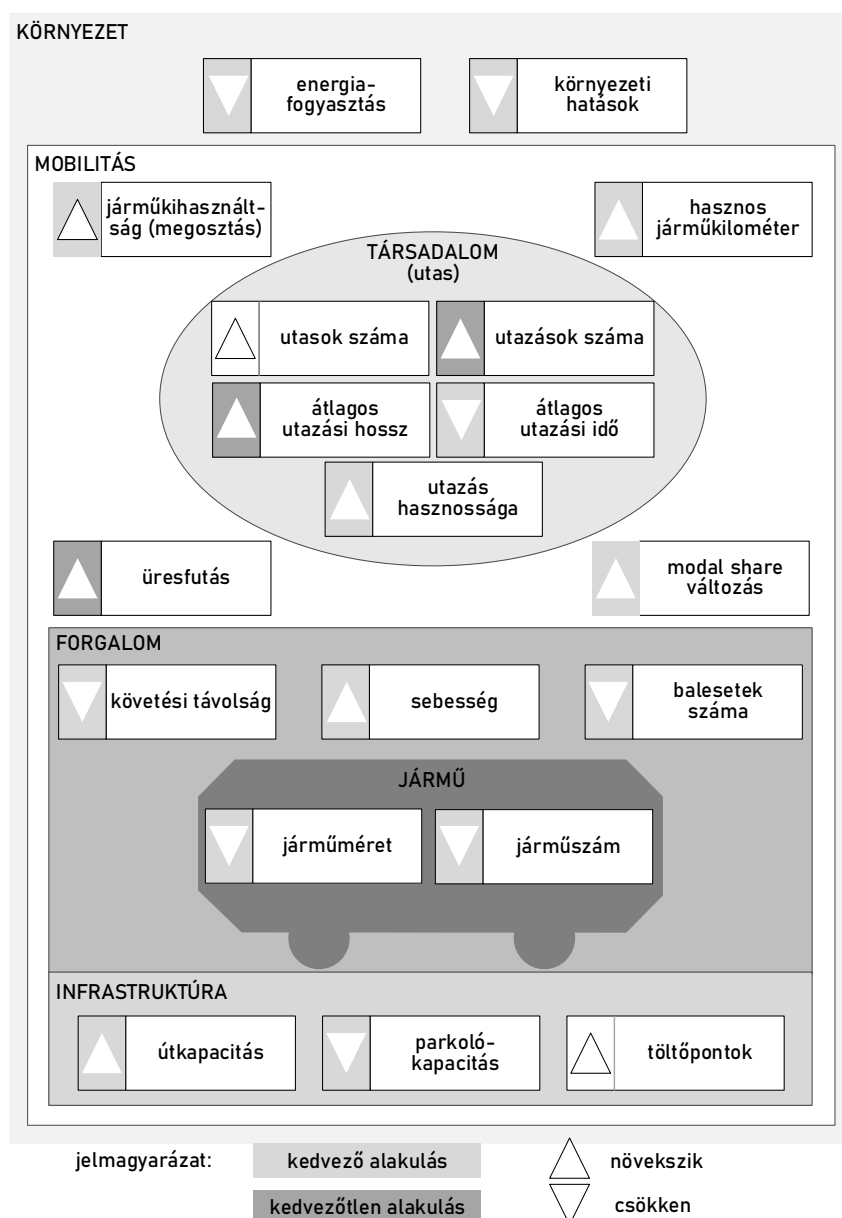 KÖRNYEZET
energia-
fogyasztás
környezeti
hatások
MOBILITÁS
járműkihasznált-
ság (megosztás)
hasznos
járműkilométer
TÁRSADALOM
(utas)
utasok száma
utazások száma
átlagos
utazási hossz
átlagos
utazási idő
utazás
hasznossága
üresfutás
modal share
változás
FORGALOM
követési távolság
sebesség
balesetek
száma
JÁRMŰ
járműméret
járműszám
INFRASTRUKTÚRA
útkapacitás
parkoló-
kapacitás
töltőpontok
jelmagyarázat:
kedvező alakulás
növekszik
kedvezőtlen alakulás
csökken